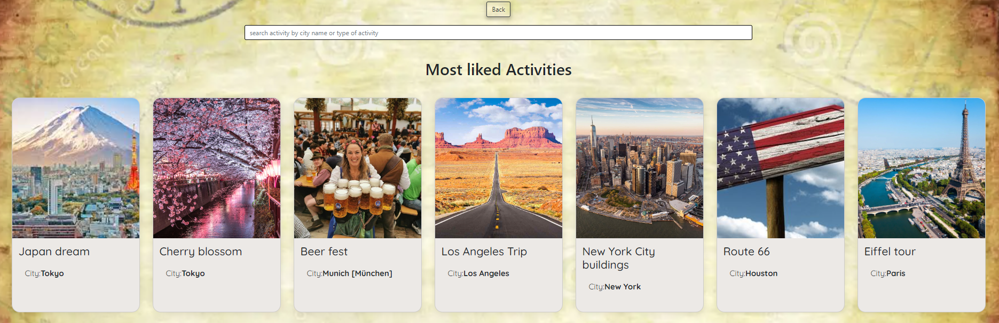 Back
search activity by city name or type of activity
Most liked Activities
Japan dream
City:Tokyo
Cherry blossom
City:Tokyo
Beer fest
City:Munich [München]
Los Angeles Trip
City:Los Angeles
New York City
buildings
City:New York
Route 66
City:Houston
Eiffel tour
City:Paris